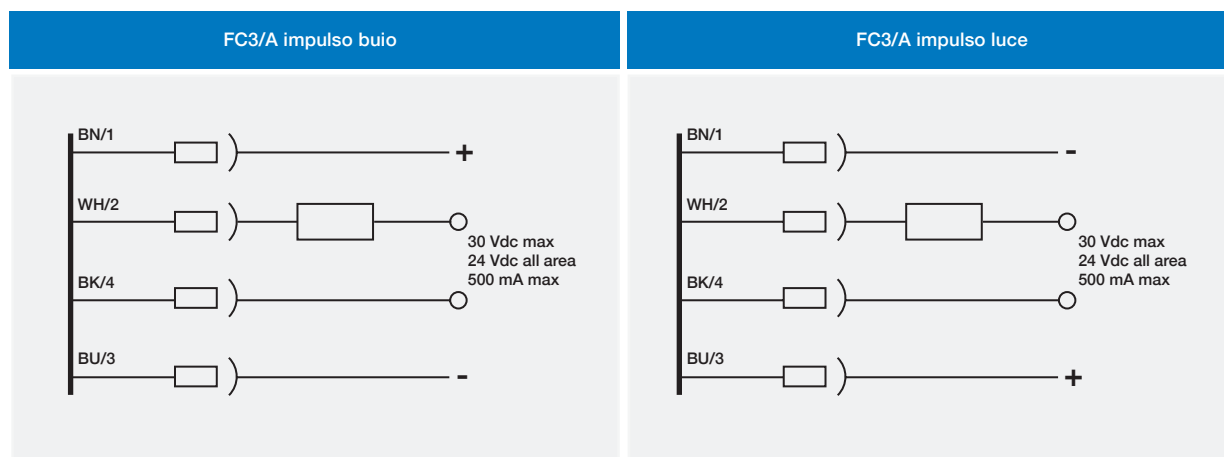 FC3/A impulso buio
BN/1
+
WH/2
30 Vdc max
24 Vdc all area
500 mA max
BK/4
BU/3
-
FC3/A impulso luce
BN/1
-
WH/2
30 Vdc max
24 Vdc all area
500 mA max
BK/4
BU/3
+